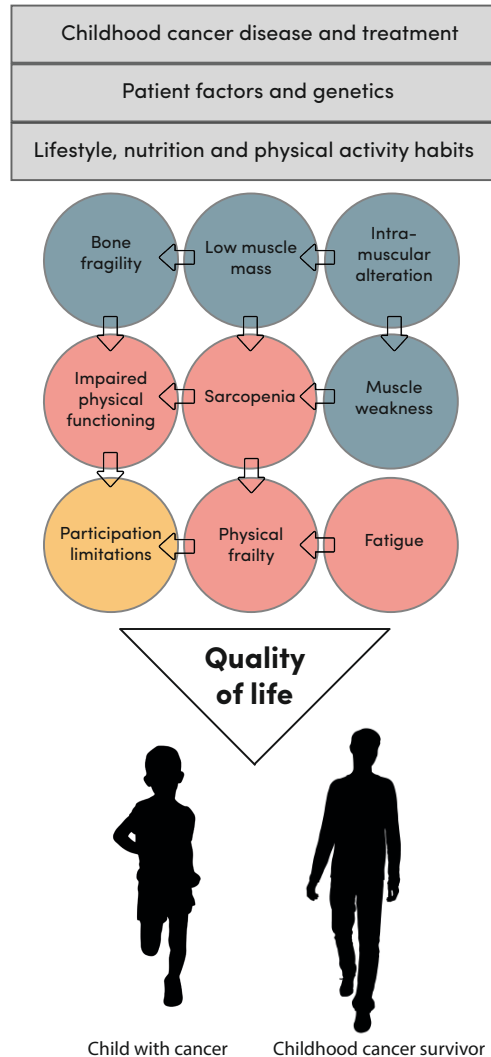 Childhood cancer disease and treatment
Patient factors and genetics
Lifestyle, nutrition and physical activity habits
Bone
fragility
Low muscle
mass
Intra-
muscular
alteration
Impaired
physical
functioning
Sarcopenia
Muscle
weakness
Participation
limitations
Physical
frailty
Fatigue
Quality
of life
Child with cancer
Childhood cancer survivor